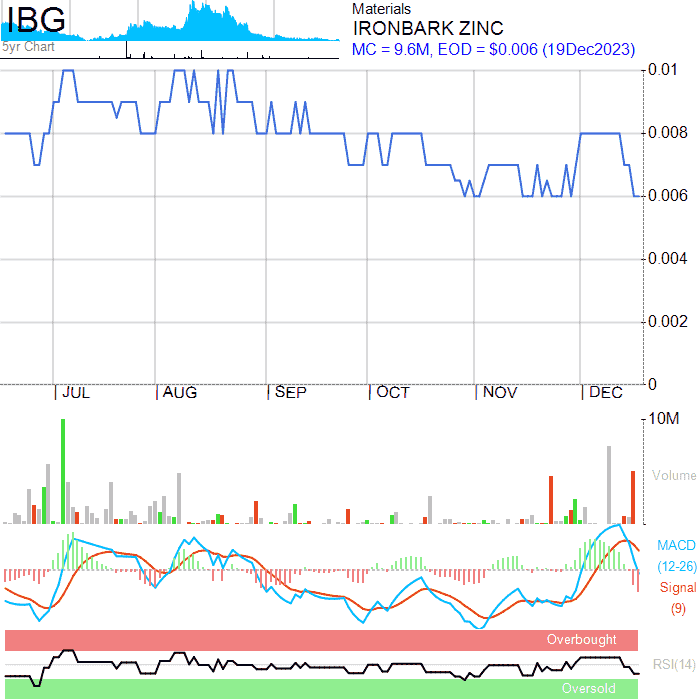 IBG
5yr Chart
Materials
IRONBARK ZINC
MC = 9.6M, EOD = $0.006 (19Dec2023)
0.01
0.008
0.006
0.004
0.002
0
JUL
AUG
SEP
OCT
NOV
DEC
10M
Volume
MACD
(12-26)
Signal
(9)
Overbought
RSI(14)
Oversold